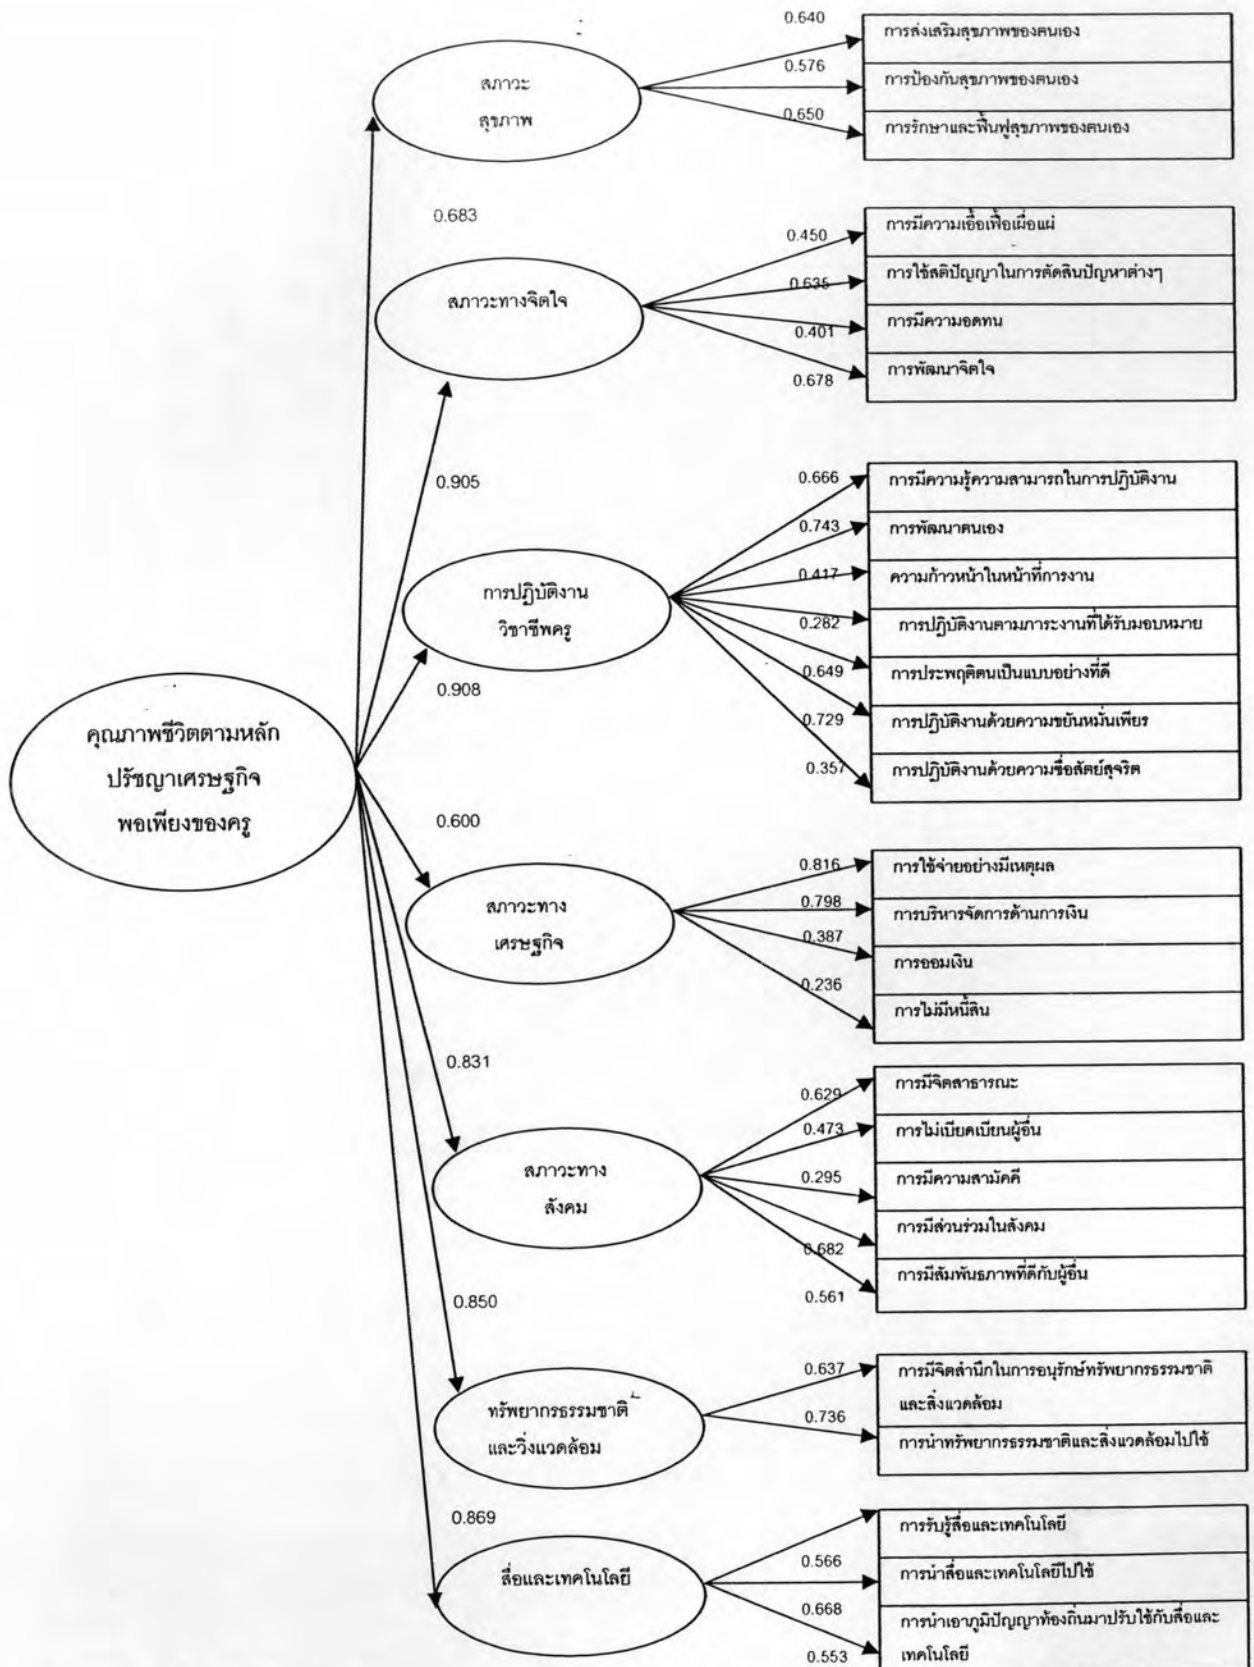 0.640
การส่งเสริมสุขภาพของตนเอง
สภาวะ
สุขภาพ
0.576
การป้องกันสุขภาพของตนเอง
0.650
การรักษาและฟื้นฟูสุขภาพของตนเอง
0.683
สภาวะทางจิตใจ
0.450
การมีความเอื้อเฟื้อเผื่อแผ่
0.635
การใช้สติปัญญาในการตัดสินปัญหาต่างๆ
0.401
การมีความอดทน
0.678
การพัฒนาจิตใจ
0.905
การปฏิบัติงาน
วิชาชีพครู
0.666
การมีความรู้ความสามารถในการปฏิบัติงาน
0.743
การพัฒนาตนเอง
0.417
ความก้าวหน้าในหน้าที่การงาน
0.282
การปฏิบัติงานตามภาระงานที่ได้รับมอบหมาย
0.649
การประพฤติตนเป็นแบบอย่างที่ดี
0.729
การปฏิบัติงานด้วยความขยันหมั่นเพียร
0.357
การปฏิบัติงานด้วยความซื่อสัตย์สุจริต
0.908
คุณภาพชีวิตตามหลัก
ปรัชญาเศรษฐกิจ
พอเพียงของครู
0.600
สภาวะทาง
เศรษฐกิจ
0.816
การใช้จ่ายอย่างมีเหตุผล
0.798
การบริหารจัดการด้านการเงิน
0.387
การออมเงิน
0.236
การไม่มีหนี้สิน
0.831
สภาวะทาง
สังคม
0.629
การมีจิตสาธารณะ
0.473
การไม่เบียดเบียนผู้อื่น
0.295
การมีความสามัคคี
การมีส่วนร่วมในสังคม
0.682
การมีสัมพันธภาพที่ดีกับผู้อื่น
0.561
0.850
ทรัพยากรธรรมชาติ
และวิ่งแวดล้อม
0.637
การมีจิตสำนึกในการอนุรักษ์ทรัพยากรธรรมชาติ
และสิ่งแวดล้อม
0.736
การนำทรัพยากรธรรมชาติและสิ่งแวดล้อมไปใช้
0.869
สื่อและเทคโนโลยี
การรับรู้สื่อและเทคโนโลยี
0.566
การนำสื่อและเทคโนโลยีไปใช้
0.668
การนำเอาภูมิปัญญาท้องถิ่นมาปรับใช้กับสื่อและ
เทคโนโลยี
0.553